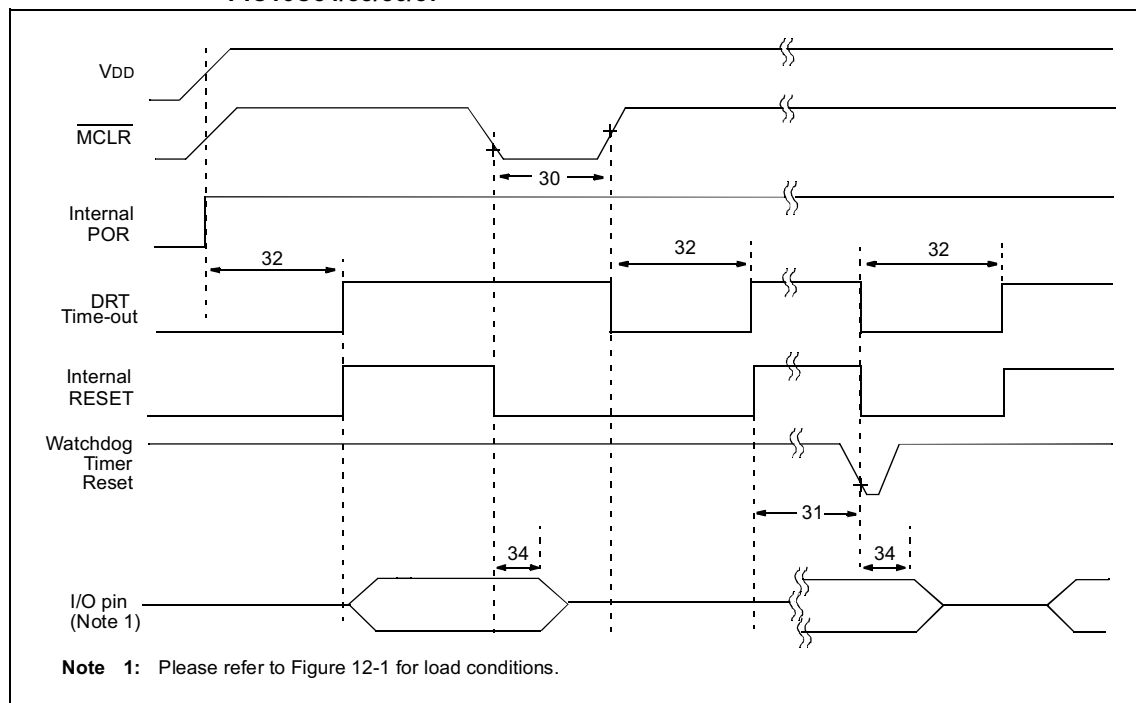 VDD
MCLR
30
Internal
POR
32
32
32
DRT
Time-out
Internal
RESET
Watchdog
Timer
Reset
31
34
34
I/O pin
(Note 1)
Note 1: Please refer to Figure 12-1 for load conditions.